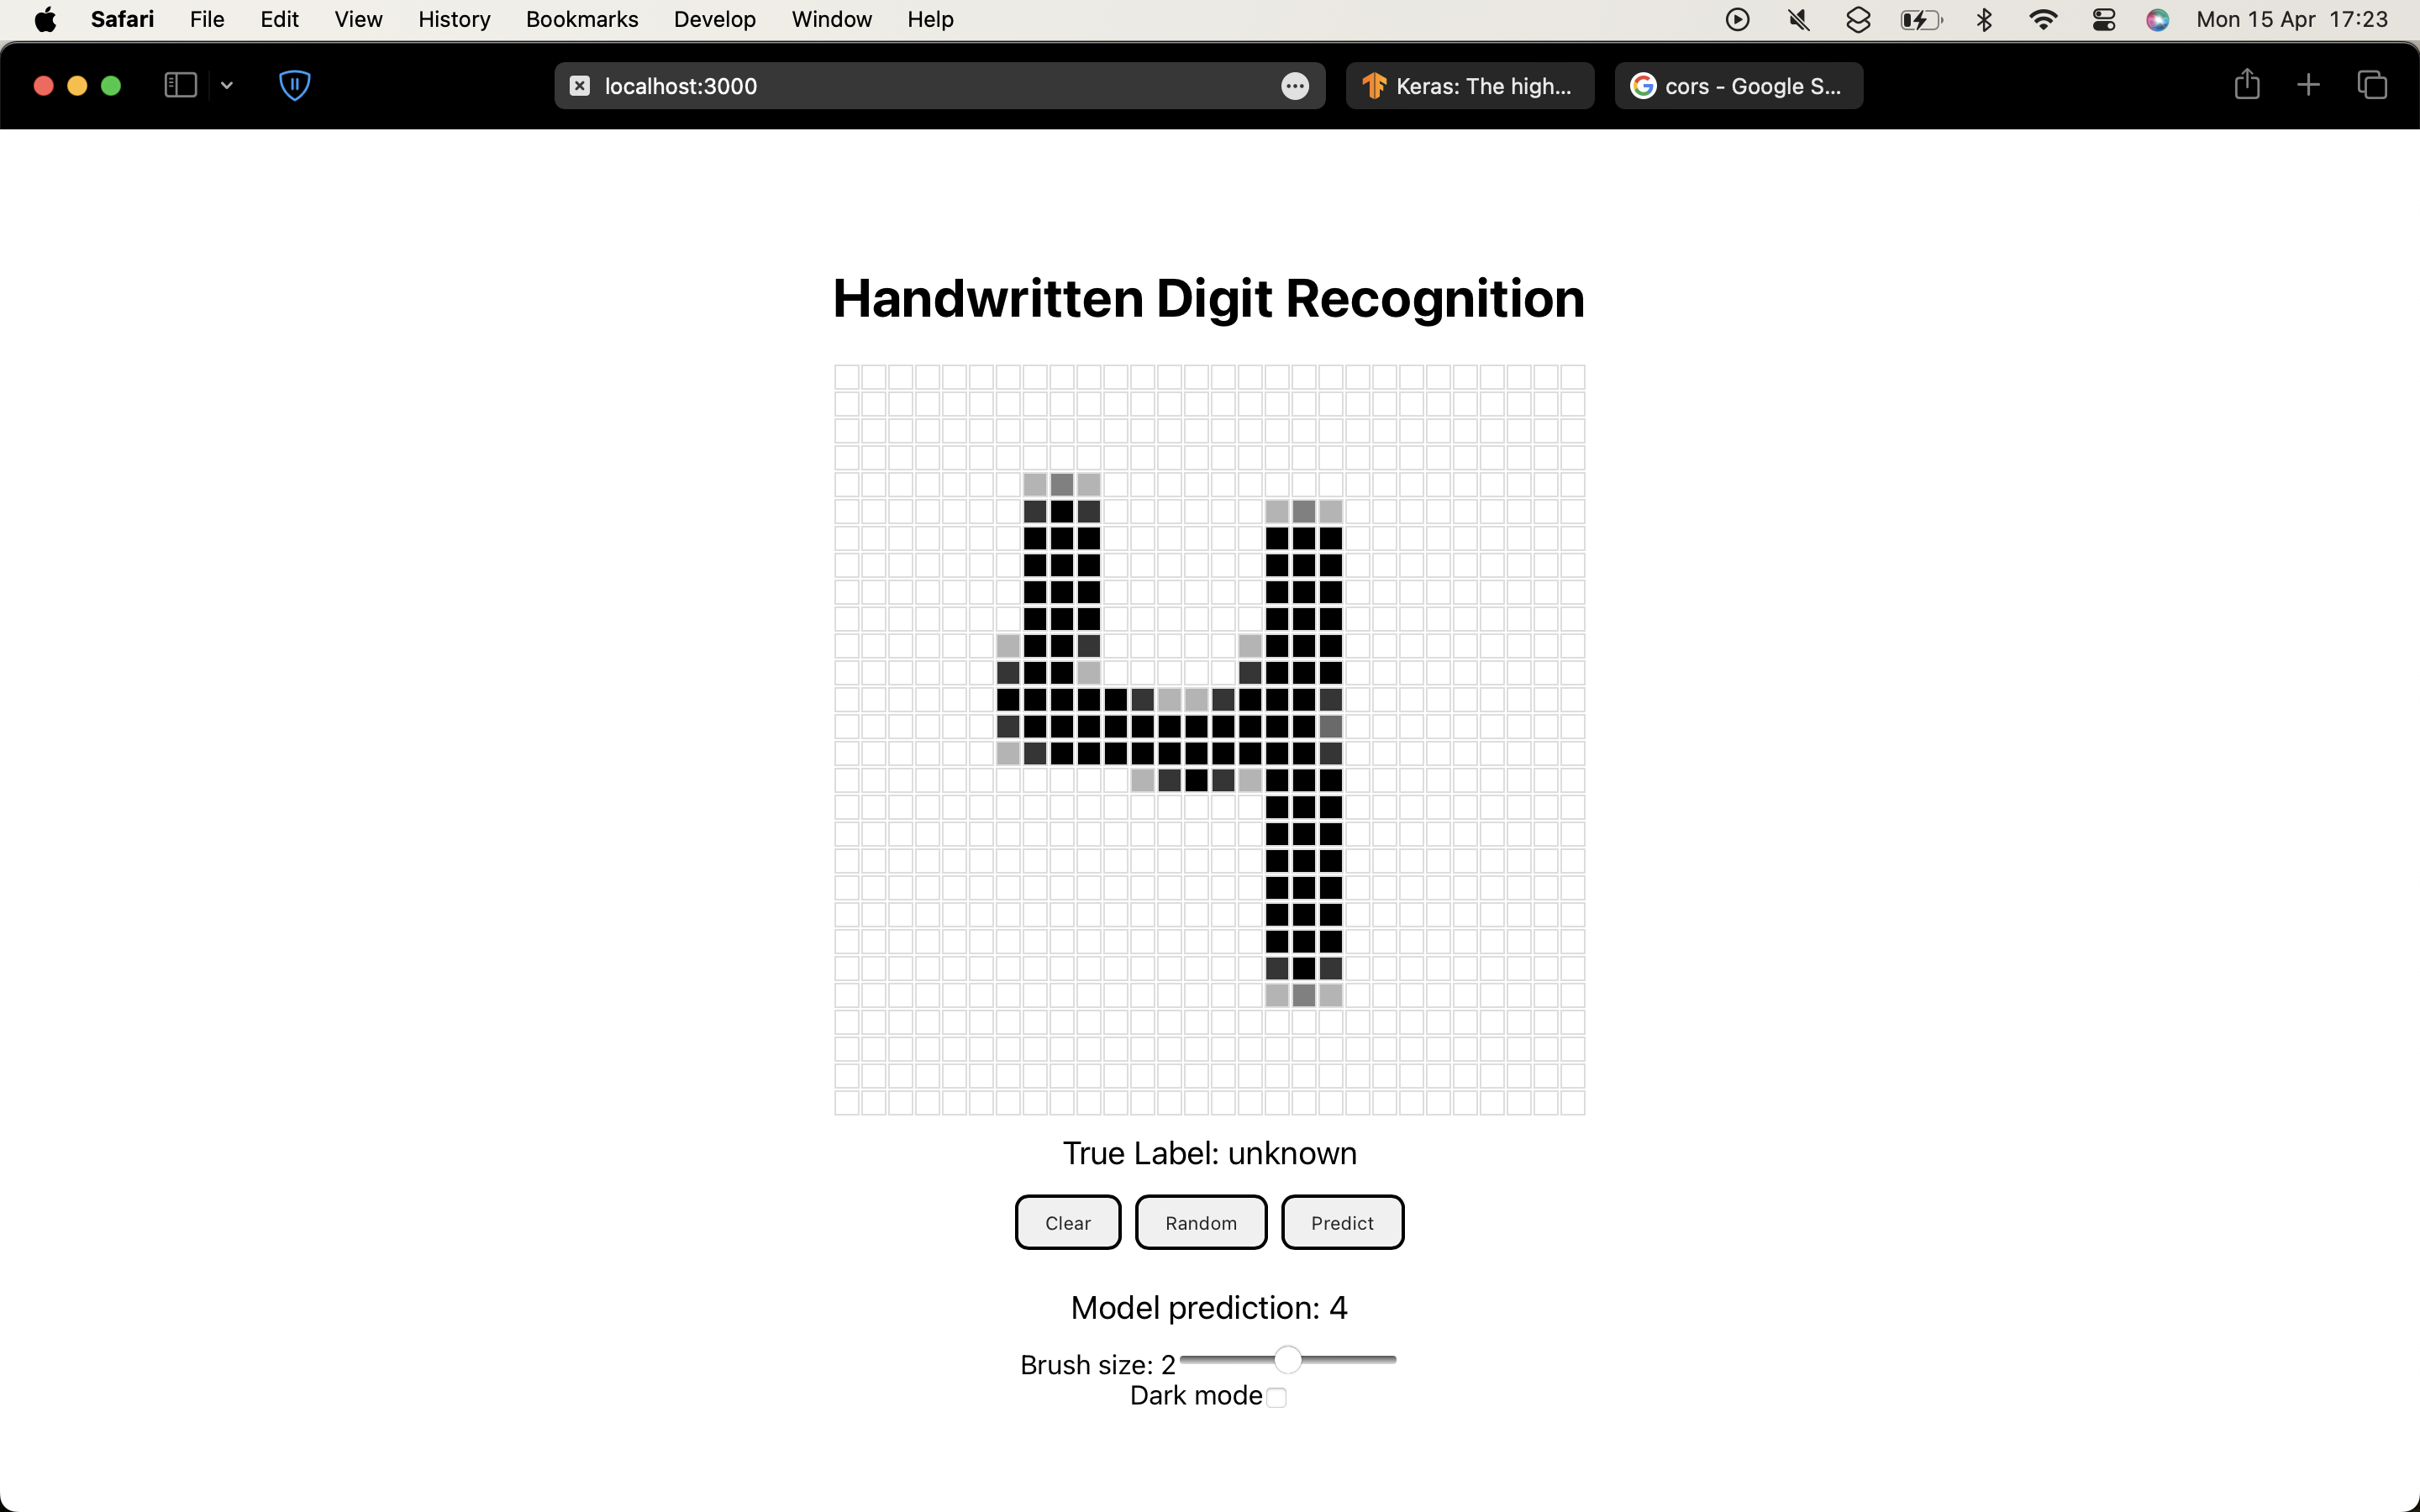 Safari File Edit View History Bookmarks Develop Window Help Mon 15 Apr 17:23
localhost:3000 Keras: The high... cors - Google S...
Handwritten Digit Recognition
4
True Label: unknown
Clear Random Predict
Model prediction: 4
Brush size: 2
Dark mode